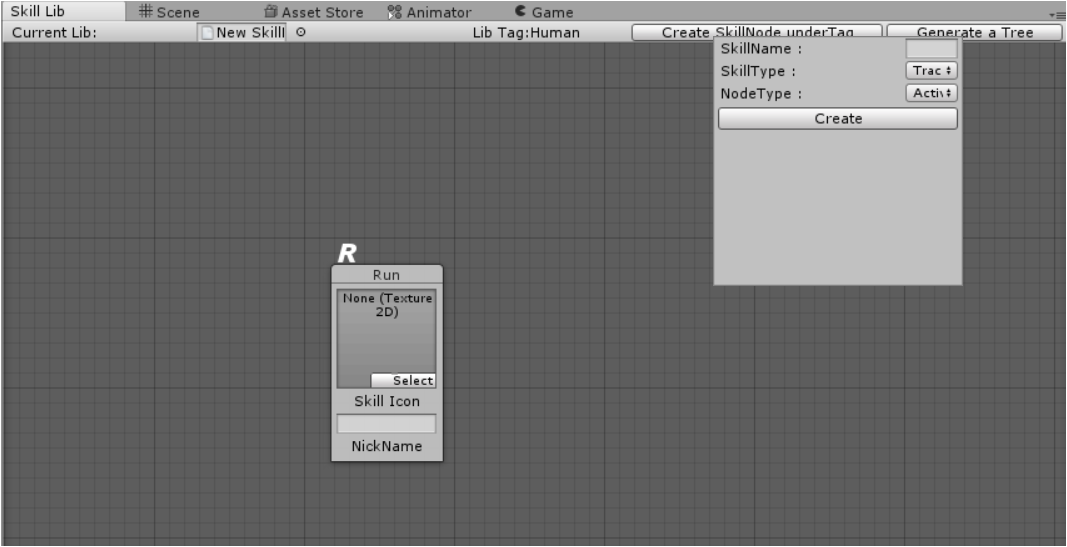 Skill Lib Scene Asset Store Animator Game
Current Lib: New Skill Lib Tag:Human Create SkillNode underTag Generate a Tree
SkillName :
SkillType : Trac
NodeType : Activ
Create
R
Run
None (Texture
2D)
Select
Skill Icon
NickName